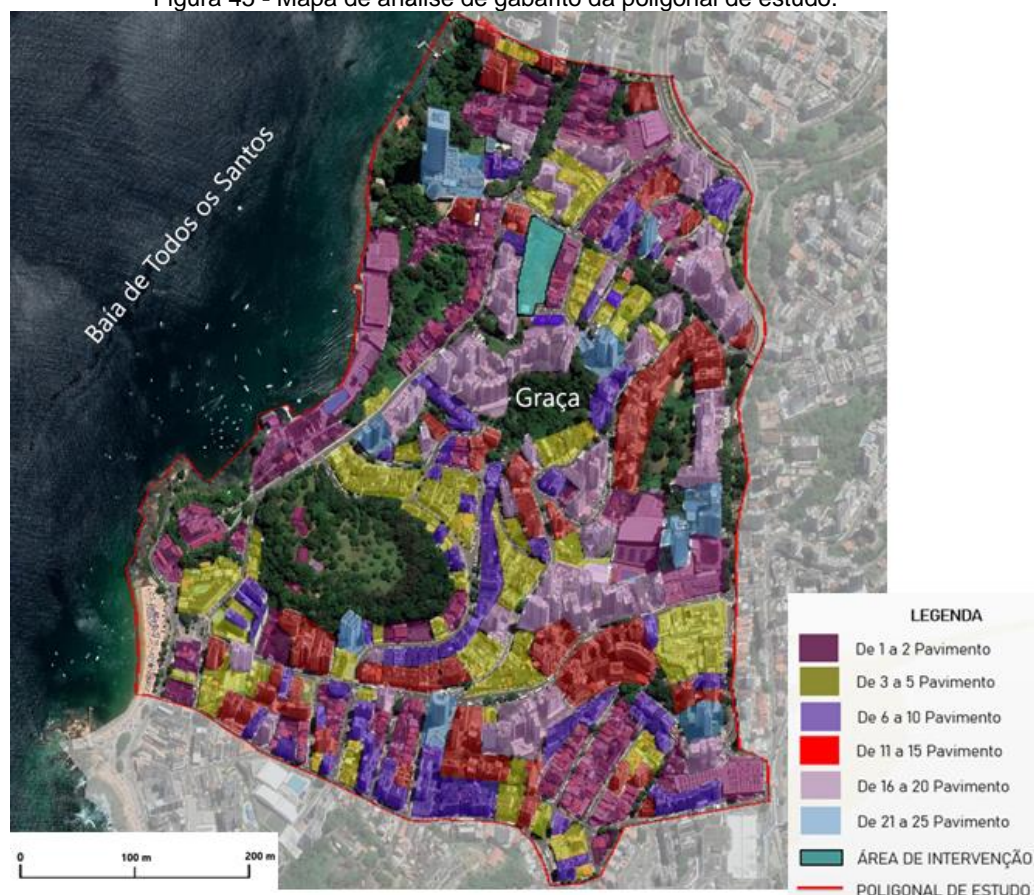 Figura 45 - Mapa de análise de gabarito da poligonal de estudo.
Baía de Todos os Santos
Graça
LEGENDA
De 1 a 2 Pavimento
De 3 a 5 Pavimento
De 6 a 10 Pavimento
De 11 a 15 Pavimento
De 16 a 20 Pavimento
De 21 a 25 Pavimento
ÁREA DE INTERVENÇÃO
POLIGONAL DE ESTUDO
0 100 m 200 m